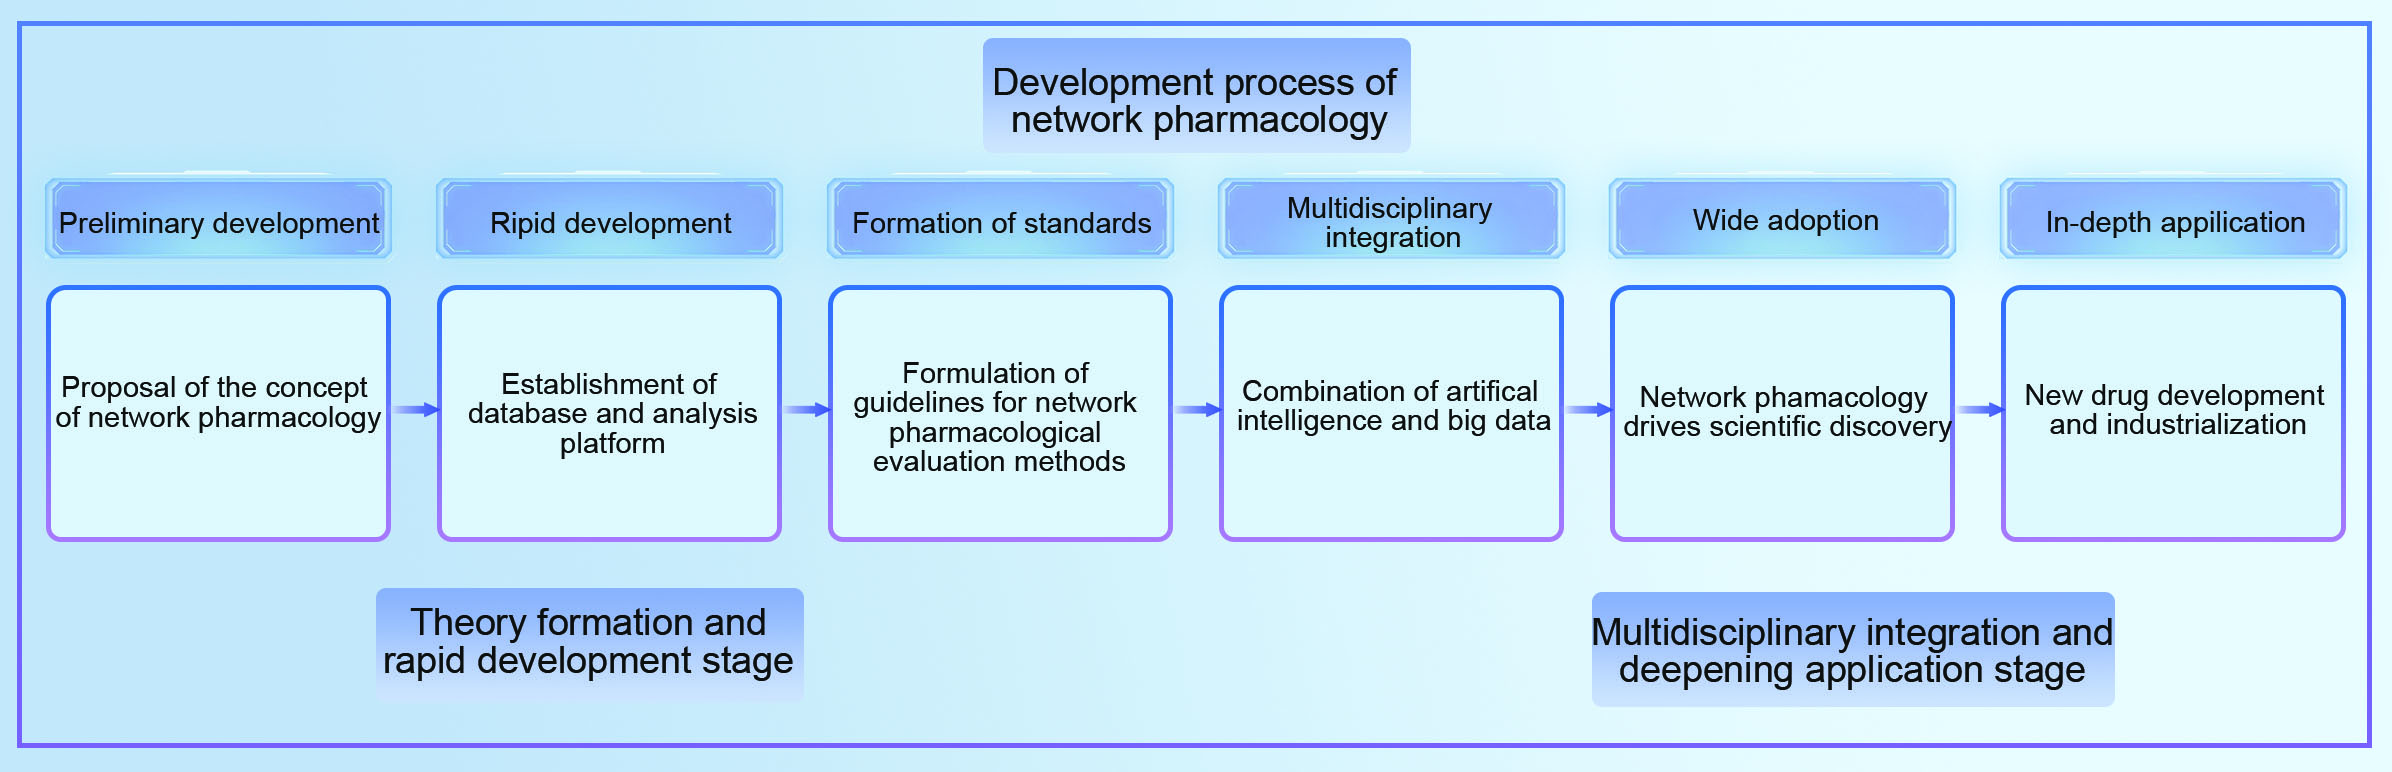 Development process of
network pharmacology
Preliminary development
Ripid development
Formation of standards
Multidisciplinary
integration
Wide adoption
In-depth appilication
Proposal of the concept
of network pharmacology
Establishment of
database and analysis
platform
Formulation of
guidelines for network
pharmacological
evaluation methods
Combination of artifical
intelligence and big data
Network phamacology
drives scientific discovery
New drug development
and industrialization
Theory formation and
rapid development stage
Multidisciplinary integration and
deepening application stage